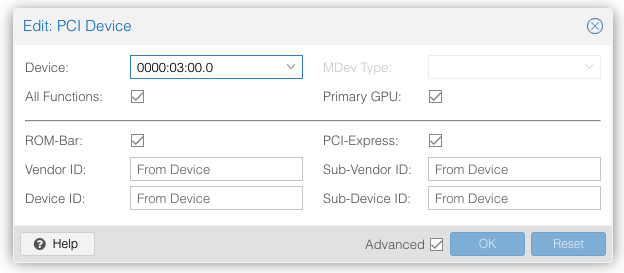 Edit: PCI Device
Device: 0000:03:00.0 MDev Type:
All Functions: Primary GPU:
ROM-Bar: PCI-Express:
Vendor ID: From Device Sub-Vendor ID: From Device
Device ID: From Device Sub-Device ID: From Device
? Help Advanced OK Reset